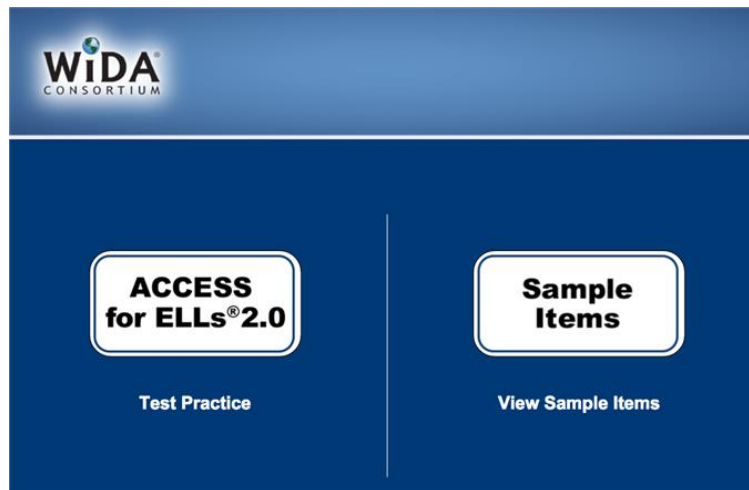 WiDA®
CONSORTIUM
ACCESS
for ELLs®2.0
Test Practice
Sample
Items
View Sample Items